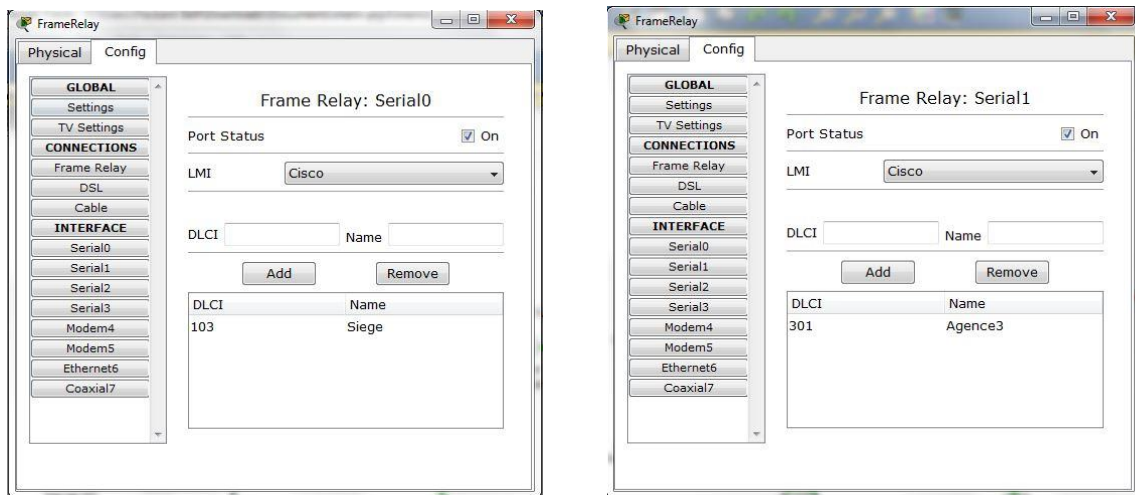 FrameRelay
Physical Config
GLOBAL
Settings
TV Settings
CONNECTIONS
Frame Relay
DSL
Cable
INTERFACE
Serial0
Serial1
Serial2
Serial3
Modem4
Modem5
Ethernet6
Coaxial7
Frame Relay: Serial0
Port Status On
LMI Cisco
DLCI Name
Add Remove
DLCI Name
103 Siege
FrameRelay
Physical Config
GLOBAL
Settings
TV Settings
CONNECTIONS
Frame Relay
DSL
Cable
INTERFACE
Serial0
Serial1
Serial2
Serial3
Modem4
Modem5
Ethernet6
Coaxial7
Frame Relay: Serial1
Port Status On
LMI Cisco
DLCI Name
Add Remove
DLCI Name
301 Agence3